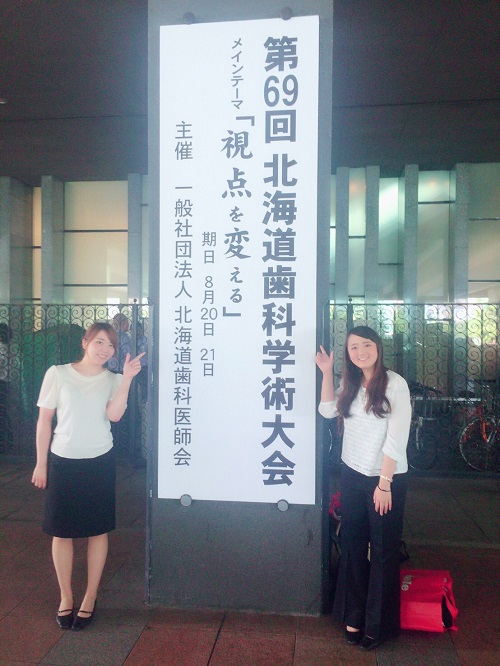 第69回 北海道歯科学術大会
メインテーマ「視点を変える」
期日 8月20日 21日
主催 一般社団法人 北海道歯科医師会